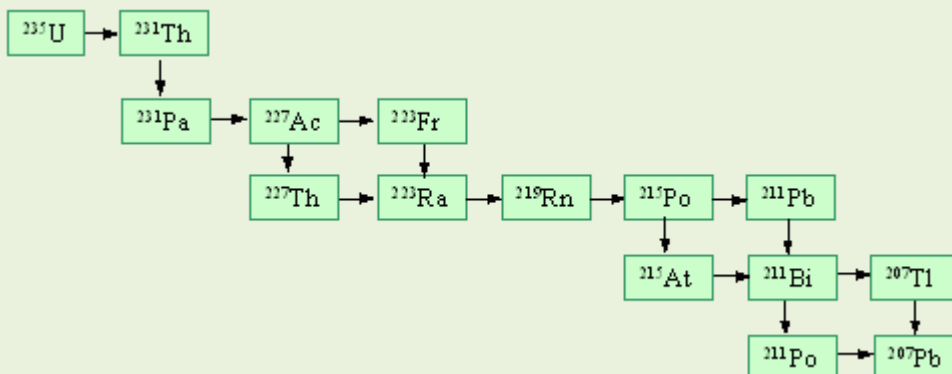 ²³⁵U ²³¹Th
²³¹Pa ²²⁷Ac ²²³Fr
²²⁷Th ²²³Ra ²¹⁹Rn ²¹⁵Po ²¹¹Pb
²¹⁵At ²¹¹Bi ²⁰⁷Tl
²¹¹Po ²⁰⁷Pb